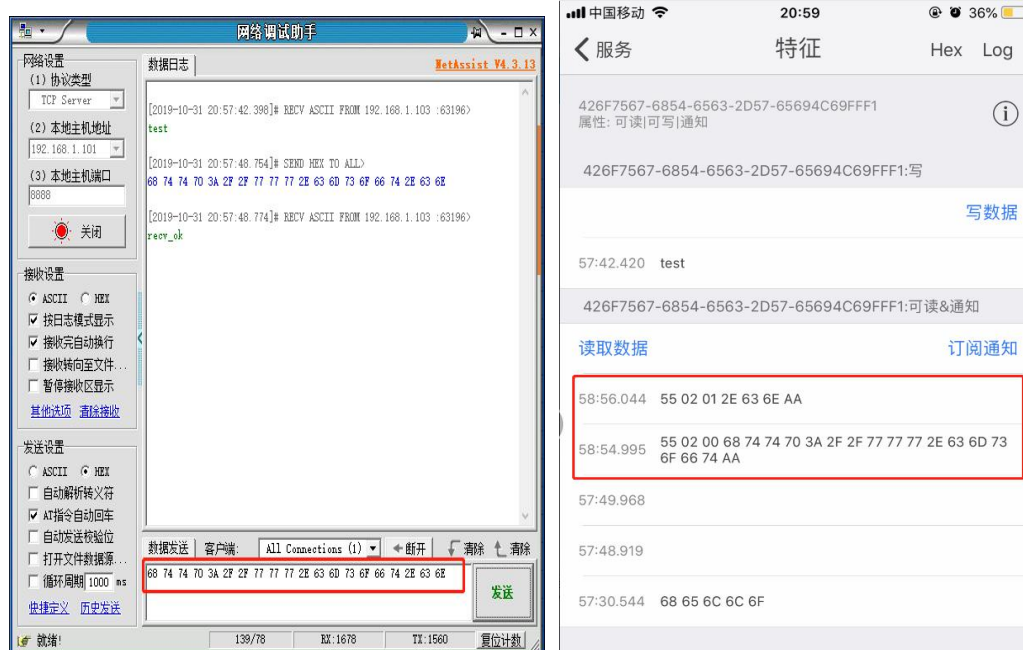 网络调试助手
网络设置
(1) 协议类型
TCP Server
(2) 本地主机地址
192.168.1.101
(3) 本地主机端口
8888
关闭
接收设置
ASCII HEX
按日志模式显示
接收完自动换行
接收转向至文件...
暂停接收区显示
其他选项 清除接收
发送设置
ASCII HEX
自动解析转义符
AT指令自动回车
自动发送校验位
打开文件数据源...
循环周期 1000 ms
快捷定义 历史发送
数据日志
NetAssist V4.3.13
[2019-10-31 20:57:42.398]# RECV ASCII FROM 192.168.1.103 :63196>
test
[2019-10-31 20:57:48.754]# SEND HEX TO ALL>
68 74 74 70 3A 2F 2F 77 77 77 2E 63 6D 73 6F 66 74 2E 63 6E
[2019-10-31 20:57:48.774]# RECV ASCII FROM 192.168.1.103 :63196>
recv_ok
数据发送 客户端: All Connections (1) 断开 清除 清除
68 74 74 70 3A 2F 2F 77 77 77 2E 63 6D 73 6F 66 74 2E 63 6E
发送
就绪! 139/78 RX:1678 TX:1560 复位计数
中国移动 20:59 36%
服务 特征 Hex Log
426F7567-6854-6563-2D57-65694C69FFF1
属性: 可读|可写|通知
426F7567-6854-6563-2D57-65694C69FFF1:写
写数据
57:42.420 test
426F7567-6854-6563-2D57-65694C69FFF1:可读&通知
读取数据 订阅通知
58:56.044 55 02 01 2E 63 6E AA
58:54.995 55 02 00 68 74 74 70 3A 2F 2F 77 77 77 2E 63 6D 73
6F 66 74 AA
57:49.968
57:48.919
57:30.544 68 65 6C 6C 6F